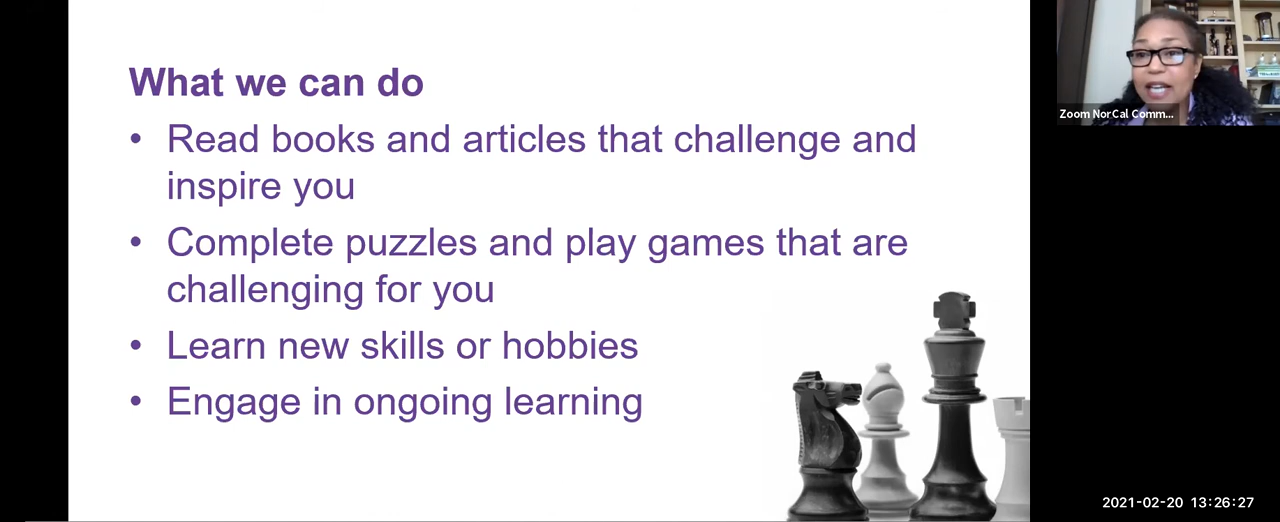 What we can do
• Read books and articles that challenge and
inspire you
• Complete puzzles and play games that are
challenging for you
• Learn new skills or hobbies
• Engage in ongoing learning
Zoom NorCal Comm...
2021-02-20 13:26:27